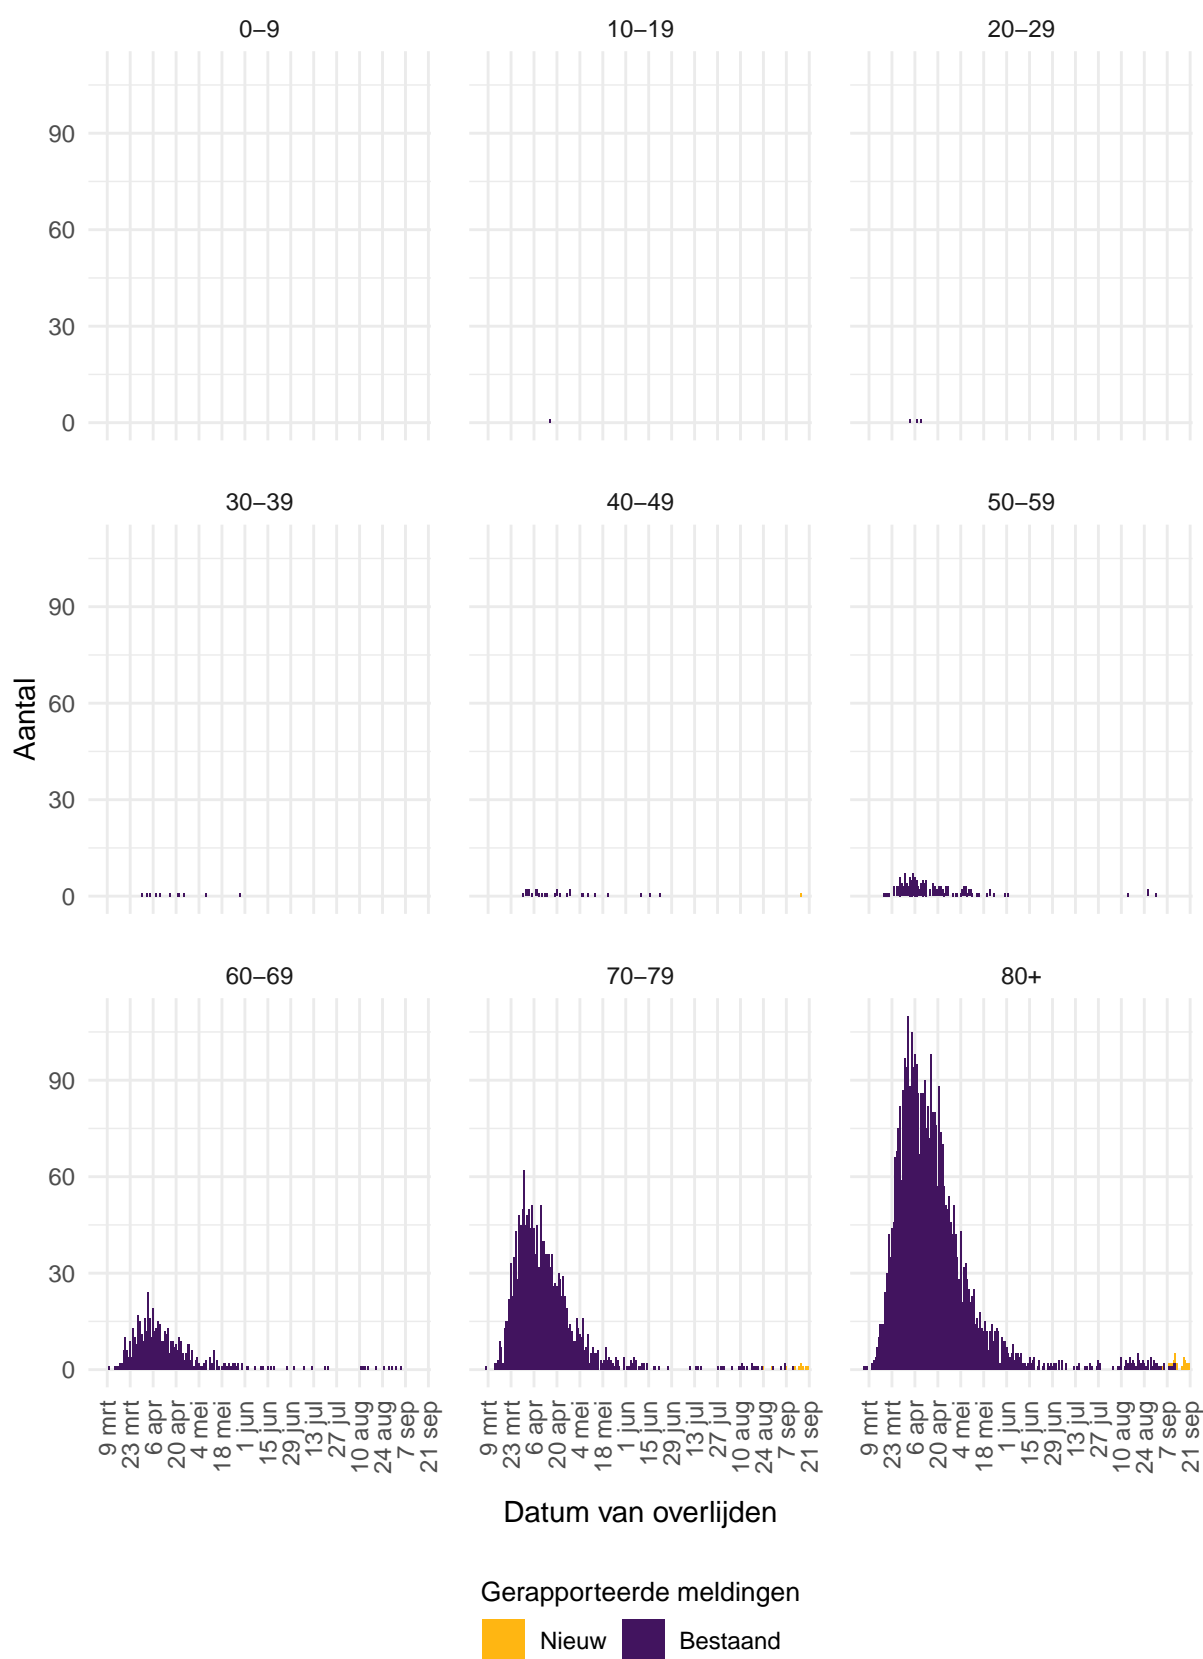 0–9 10–19 20–29
90
60
30
0
30–39 40–49 50–59
90
60
30
0
Aantal
60–69 70–79 80+
90
60
30
0
9 mrt 23 mrt 6 apr 20 apr 4 mei 18 mei 1 jun 15 jun 29 jun 13 jul 27 jul 10 aug 24 aug 7 sep 21 sep
9 mrt 23 mrt 6 apr 20 apr 4 mei 18 mei 1 jun 15 jun 29 jun 13 jul 27 jul 10 aug 24 aug 7 sep 21 sep
9 mrt 23 mrt 6 apr 20 apr 4 mei 18 mei 1 jun 15 jun 29 jun 13 jul 27 jul 10 aug 24 aug 7 sep 21 sep
Datum van overlijden
Gerapporteerde meldingen
Nieuw Bestaand